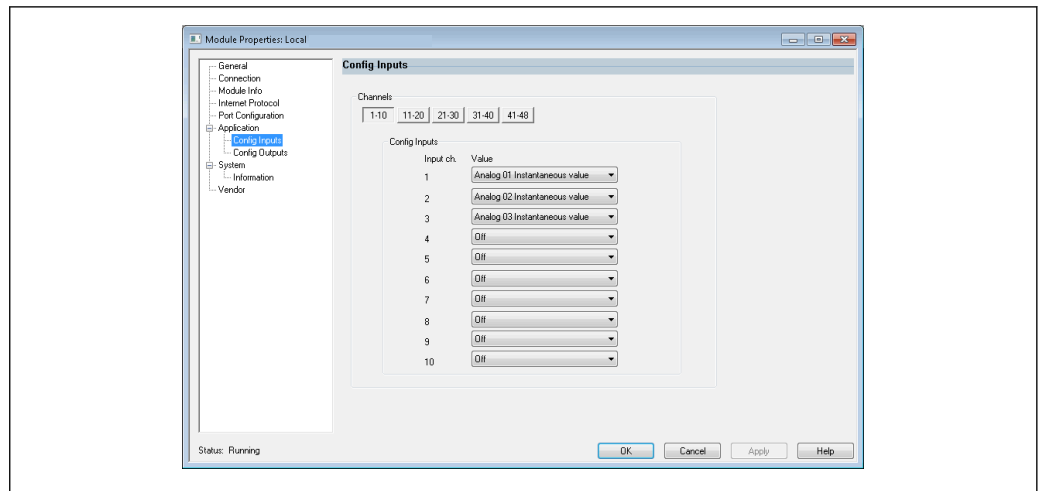 Module Properties: Local
General
Connection
Module Info
Internet Protocol
Port Configuration
Application
Config Inputs
Config Outputs
System
Information
Vendor
Config Inputs
Channels
1-10 11-20 21-30 31-40 41-48
Config Inputs
Input ch. Value
1 Analog 01 Instantaneous value
2 Analog 02 Instantaneous value
3 Analog 03 Instantaneous value
4 Off
5 Off
6 Off
7 Off
8 Off
9 Off
10 Off
Status: Running
OK Cancel Apply Help